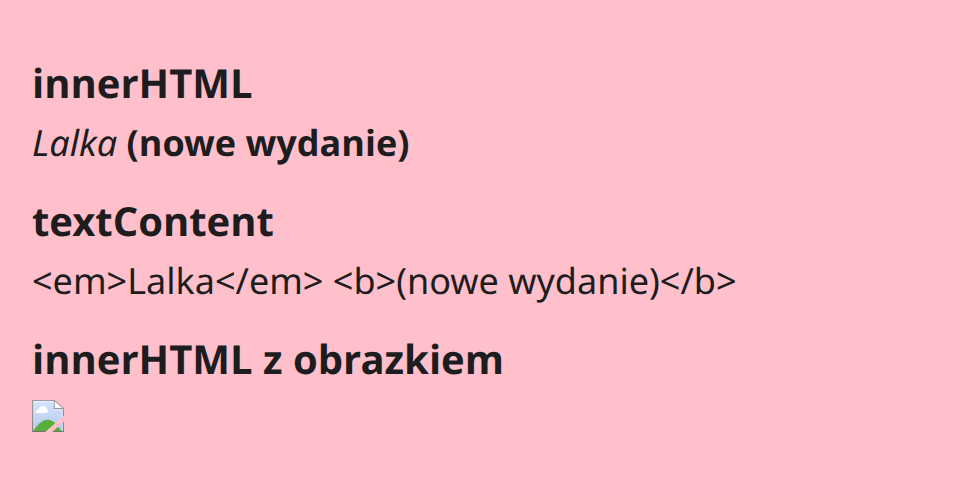 innerHTML
Lalka (nowe wydanie)
textContent
<em>Lalka</em> <b>(nowe wydanie)</b>
innerHTML z obrazkiem